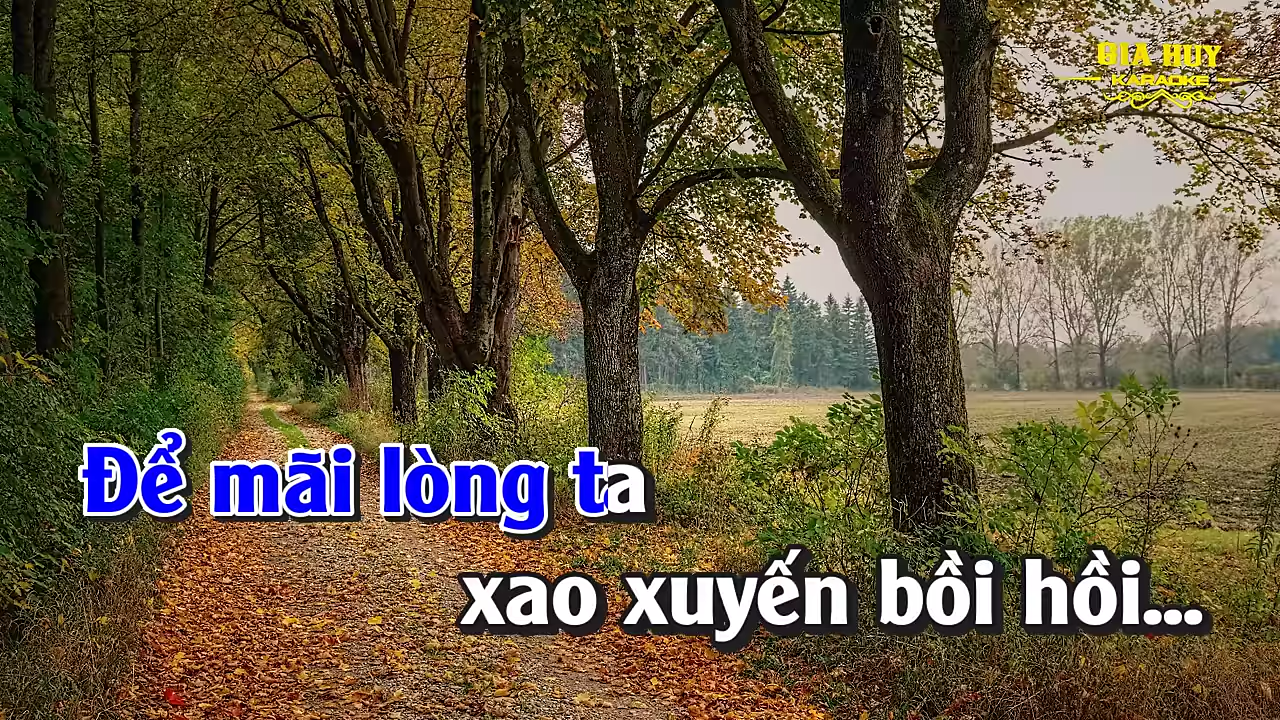 GIA HUY
KARAOKE
Để mãi lòng ta
xao xuyến bồi hồi...